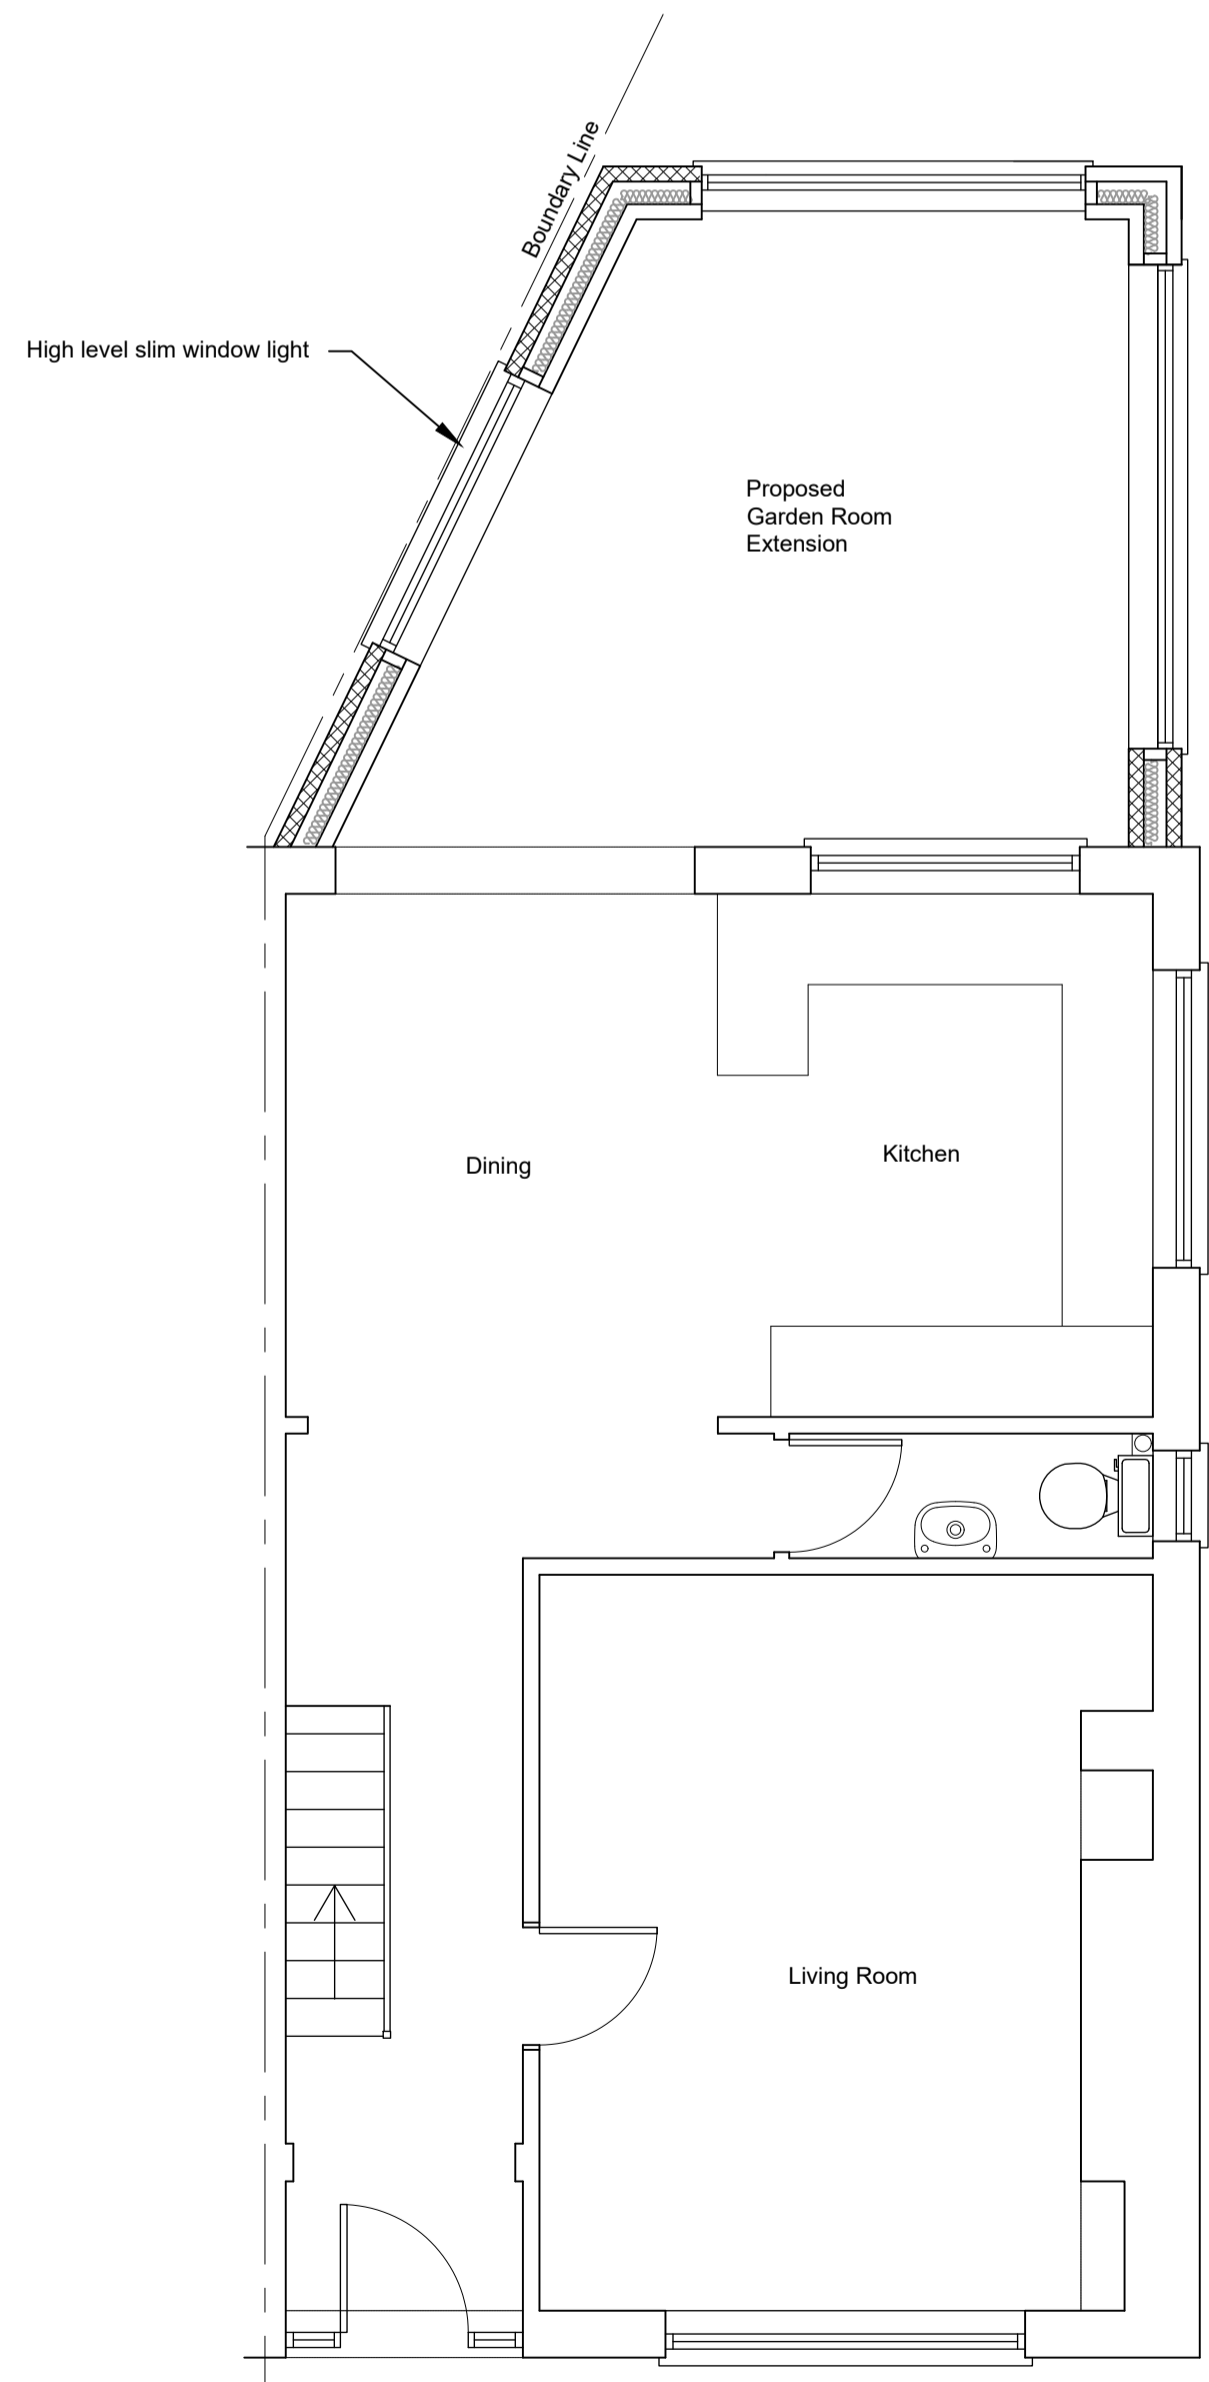 Boundary Line
High level slim window light
Proposed
Garden Room
Extension
Dining
Kitchen
Living Room